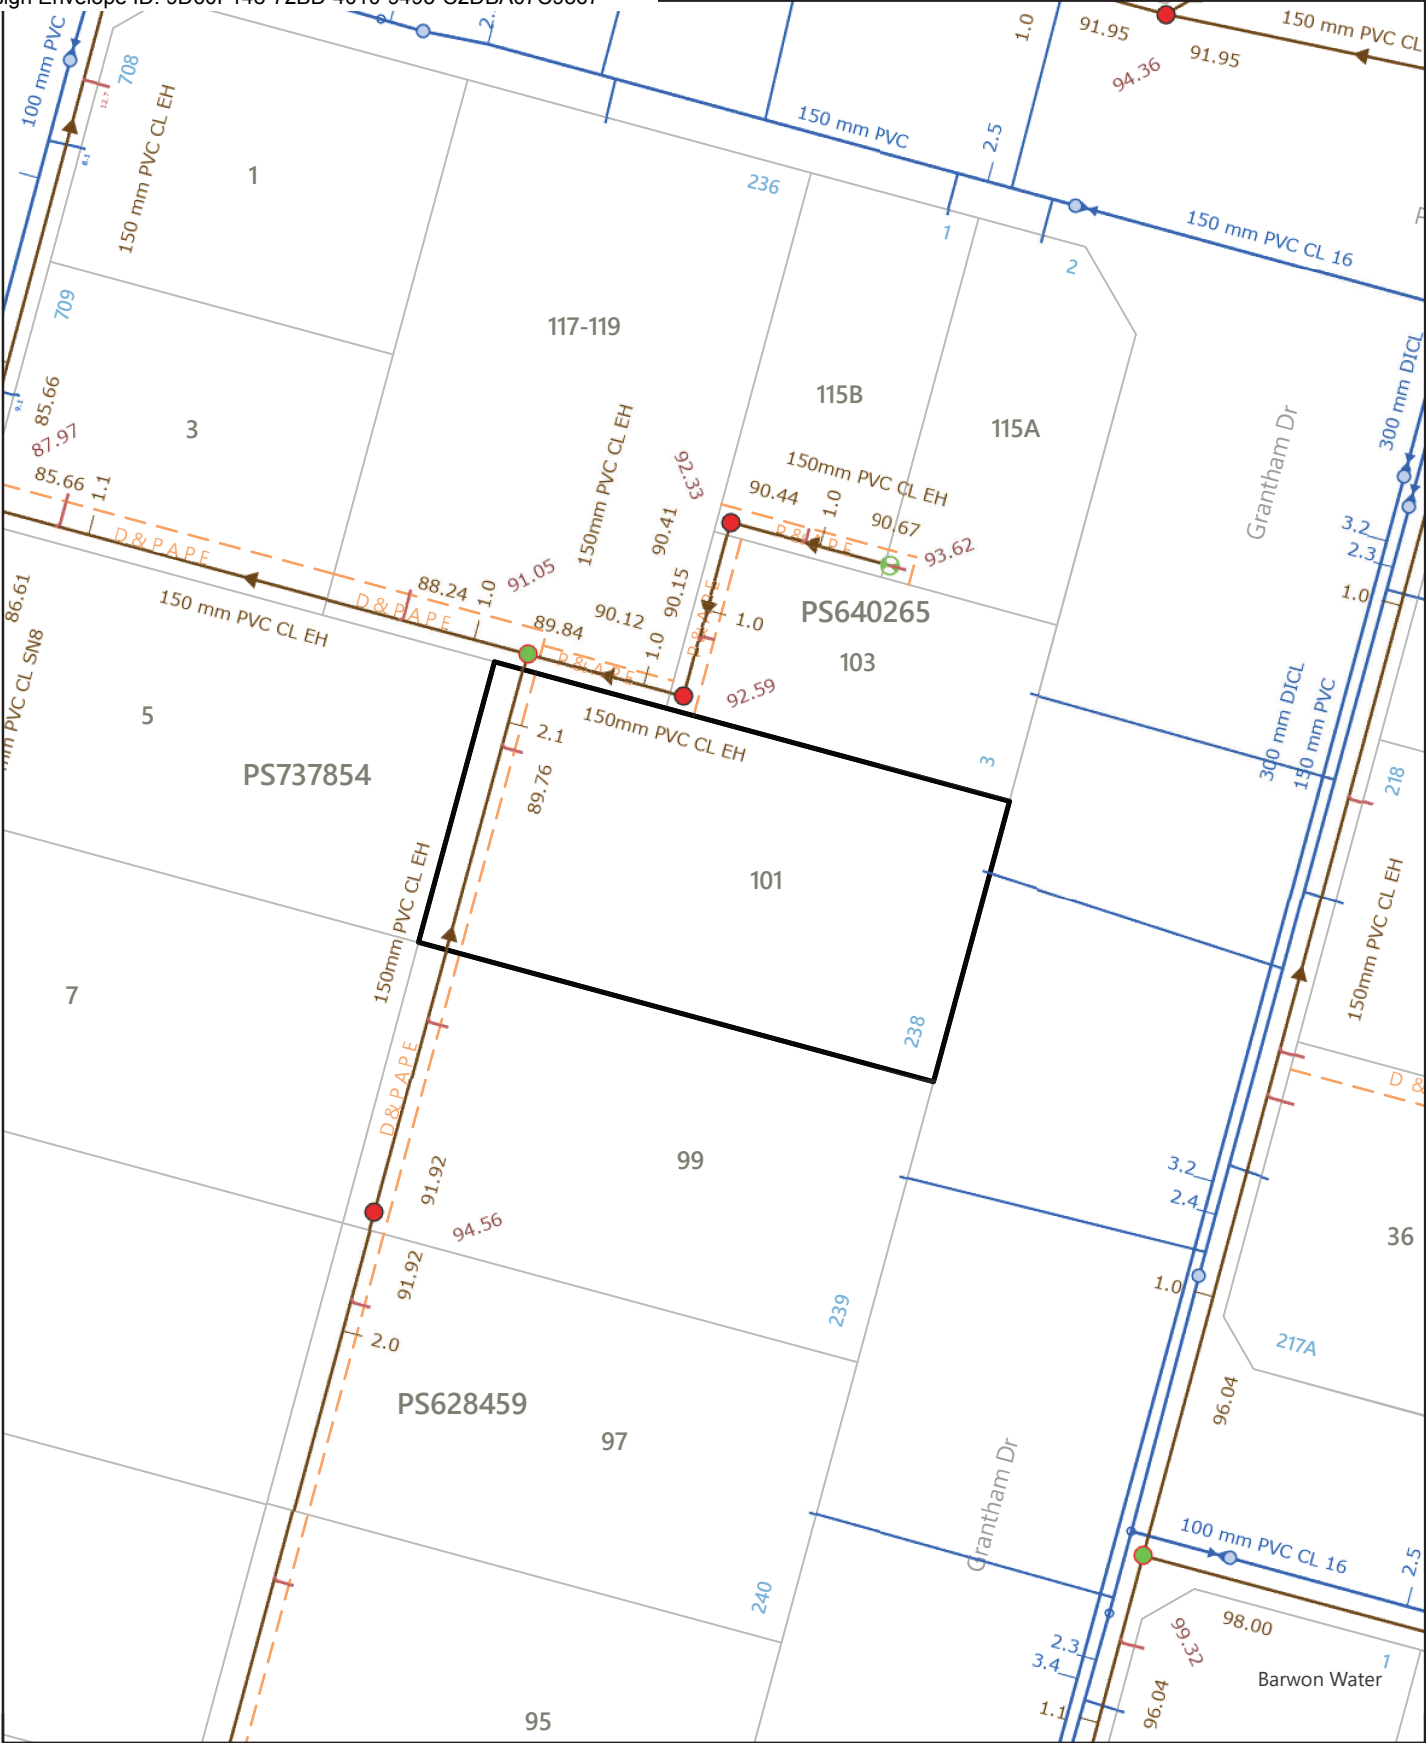 100 mm PVC
708
12.7
8.1
150 mm PVC CL EH
1
2.
1.0
91.95
91.95
94.36
150 mm PVC CL
150 mm PVC
2.5
236
1
2
150 mm PVC CL 16
709
117-119
115B
115A
Grantham Dr
300 mm DICL
9.1
85.66
87.97
85.66
1.1
3
D & P A P E
150mm PVC CL EH
92.33
150mm PVC CL EH
90.44
1.0
90.67
93.62
P & A P E
90.41
90.15
P & A P E
1.0
PS640265
103
3.2
2.3
1.0
86.61
mm PVC CL SN8
150 mm PVC CL EH
D & P A P E
88.24
1.0
91.05
89.84
90.12
1.0
P & A P E
92.59
150mm PVC CL EH
5
PS737854
2.1
89.76
3
300 mm DICL
150 mm PVC
218
101
150mm PVC CL EH
150mm PVC CL EH
7
238
D & P A P E
D &
99
91.92
94.56
91.92
2.0
239
3.2
2.4
1.0
36
217A
96.04
PS628459
97
Grantham Dr
100 mm PVC CL 16
2.5
240
98.00
99.32
2.3
3.4
1.1
96.04
1
Barwon Water
95